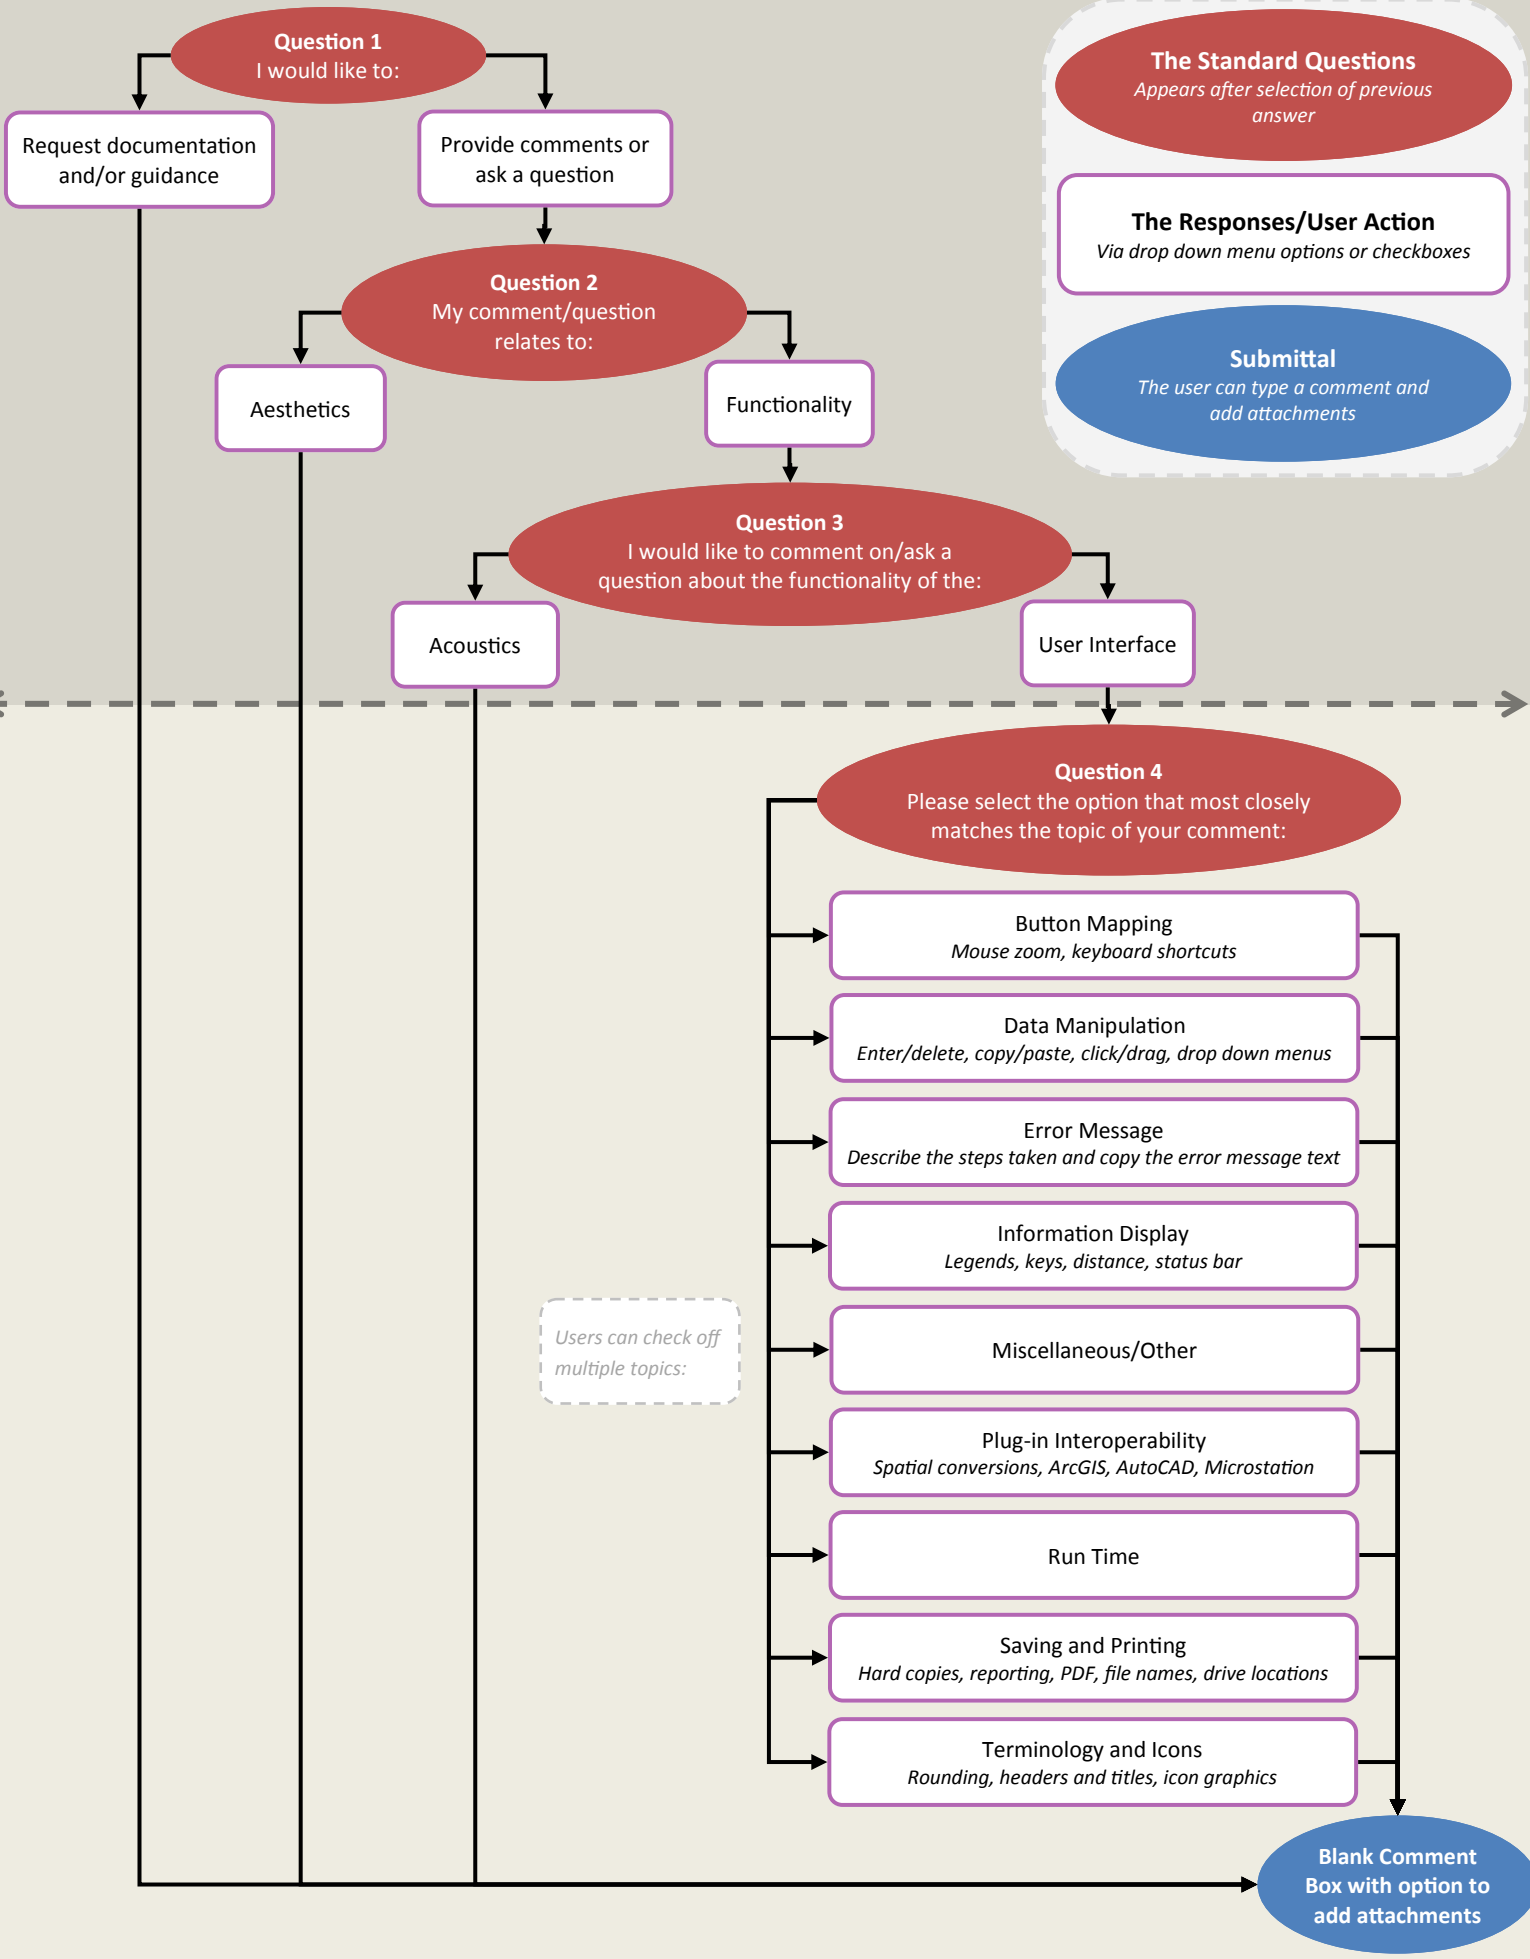 Question 1
I would like to:
Request documentation
and/or guidance
Provide comments or
ask a question
The Standard Questions
Appears after selection of previous
answer
The Responses/User Action
Via drop down menu options or checkboxes
Submittal
The user can type a comment and
add attachments
Question 2
My comment/question
relates to:
Aesthetics
Functionality
Question 3
I would like to comment on/ask a
question about the functionality of the:
Acoustics
User Interface
Question 4
Please select the option that most closely
matches the topic of your comment:
Button Mapping
Mouse zoom, keyboard shortcuts
Data Manipulation
Enter/delete, copy/paste, click/drag, drop down menus
Error Message
Describe the steps taken and copy the error message text
Information Display
Legends, keys, distance, status bar
Users can check off
multiple topics:
Miscellaneous/Other
Plug-in Interoperability
Spatial conversions, ArcGIS, AutoCAD, Microstation
Run Time
Saving and Printing
Hard copies, reporting, PDF, file names, drive locations
Terminology and Icons
Rounding, headers and titles, icon graphics
Blank Comment
Box with option to
add attachments